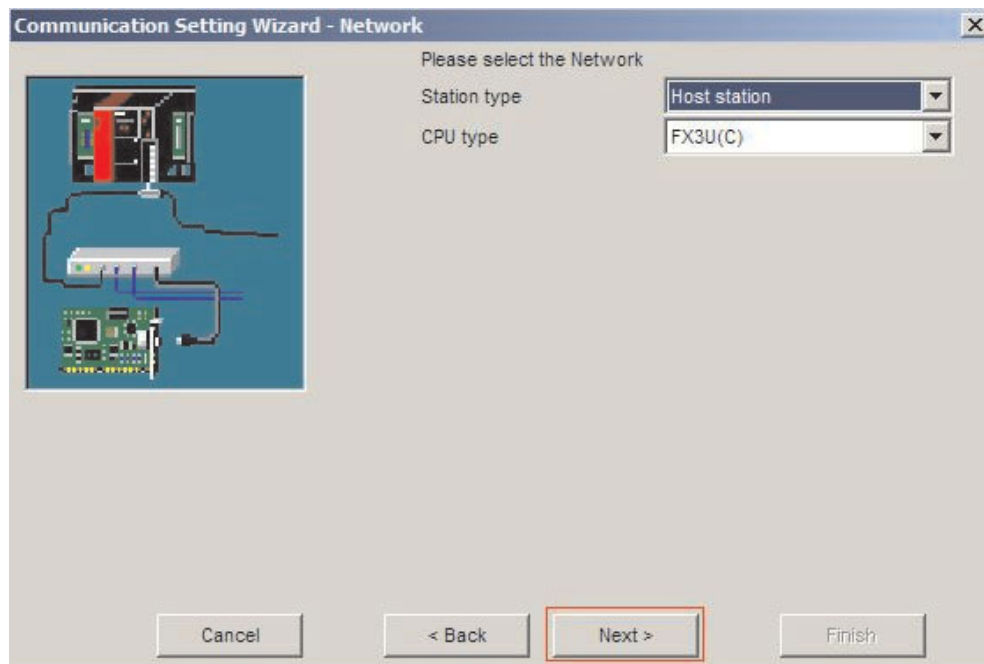 Communication Setting Wizard - Network
Please select the Network
Station type
Host station
CPU type
FX3U(C)
Cancel
< Back
Next >
Finish